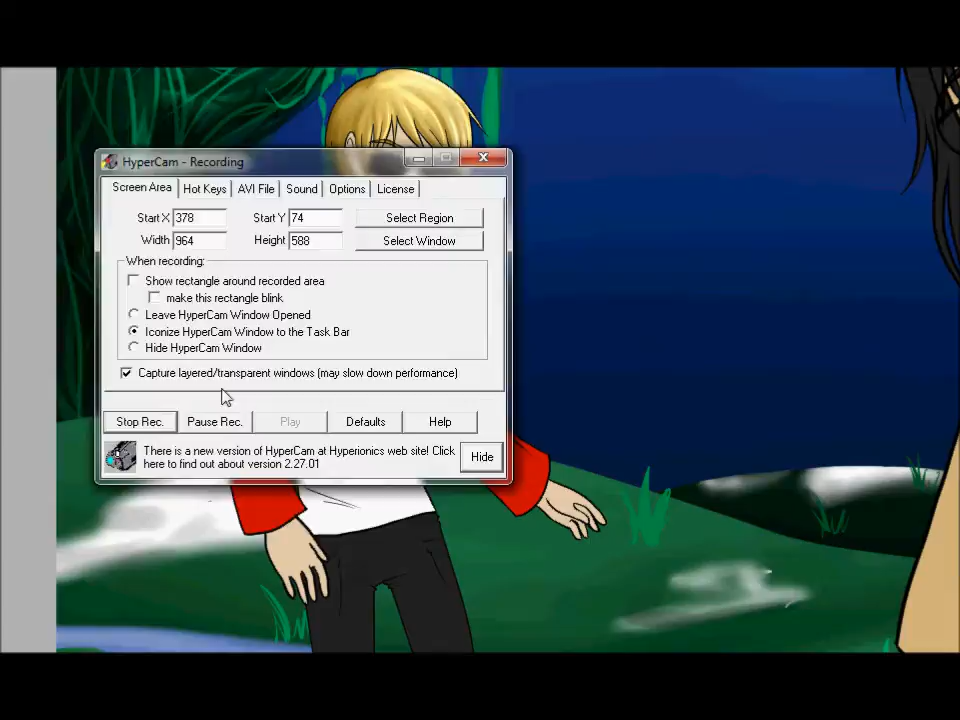 HyperCam - Recording
Screen Area Hot Keys AVI File Sound Options License
Start X 378 Start Y 74 Select Region
Width 964 Height 588 Select Window
When recording:
Show rectangle around recorded area
make this rectangle blink
Leave HyperCam Window Opened
Iconize HyperCam Window to the Task Bar
Hide HyperCam Window
Capture layered/transparent windows (may slow down performance)
Stop Rec. Pause Rec. Play Defaults Help
There is a new version of HyperCam at Hyperionics web site! Click
here to find out about version 2.27.01
Hide